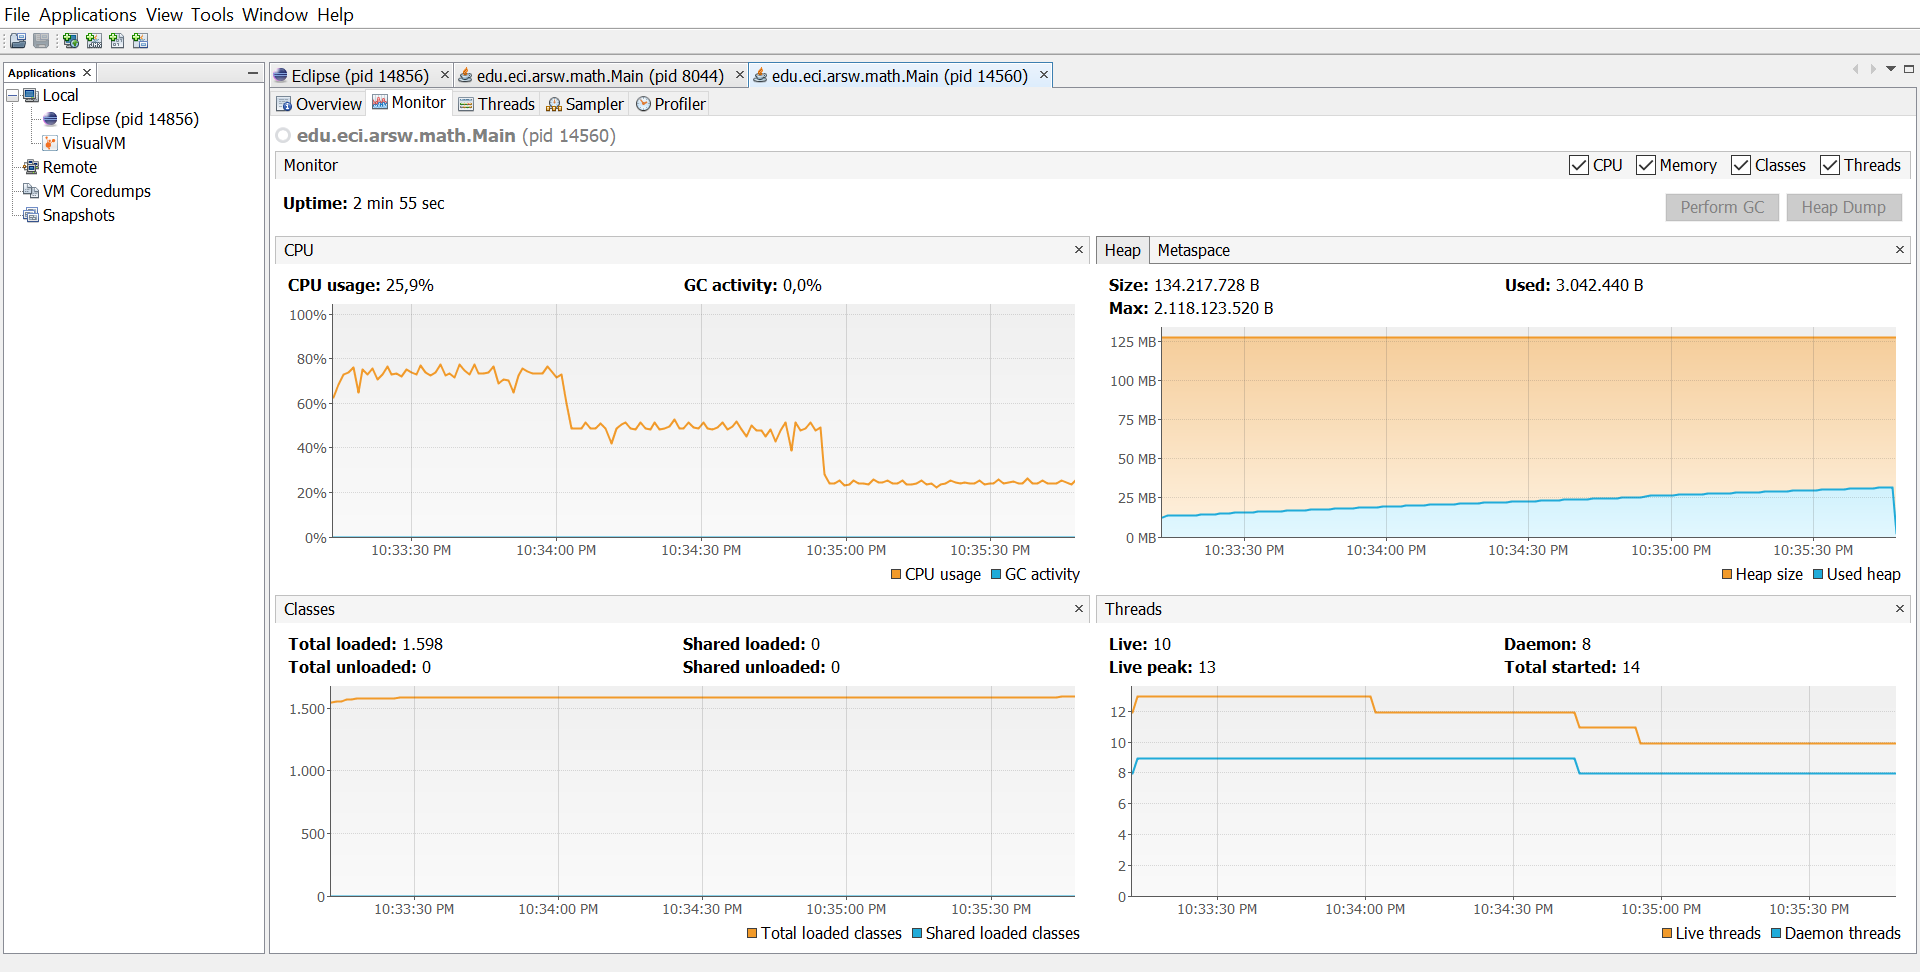 File Applications View Tools Window Help
Applications
Local
Eclipse (pid 14856)
VisualVM
Remote
VM Coredumps
Snapshots
Eclipse (pid 14856) edu.eci.arsw.math.Main (pid 8044) edu.eci.arsw.math.Main (pid 14560)
Overview Monitor Threads Sampler Profiler
edu.eci.arsw.math.Main (pid 14560)
Monitor CPU Memory Classes Threads
Uptime: 2 min 55 sec
Perform GC Heap Dump
CPU
CPU usage: 25,9% GC activity: 0,0%
100%
80%
60%
40%
20%
0%
10:33:30 PM 10:34:00 PM 10:34:30 PM 10:35:00 PM 10:35:30 PM
CPU usage GC activity
Heap Metaspace
Size: 134.217.728 B Used: 3.042.440 B
Max: 2.118.123.520 B
125 MB
100 MB
75 MB
50 MB
25 MB
0 MB
10:33:30 PM 10:34:00 PM 10:34:30 PM 10:35:00 PM 10:35:30 PM
Heap size Used heap
Classes
Total loaded: 1.598 Shared loaded: 0
Total unloaded: 0 Shared unloaded: 0
1.500
1.000
500
0
10:33:30 PM 10:34:00 PM 10:34:30 PM 10:35:00 PM 10:35:30 PM
Total loaded classes Shared loaded classes
Threads
Live: 10 Daemon: 8
Live peak: 13 Total started: 14
12
10
8
6
4
2
0
10:33:30 PM 10:34:00 PM 10:34:30 PM 10:35:00 PM 10:35:30 PM
Live threads Daemon threads